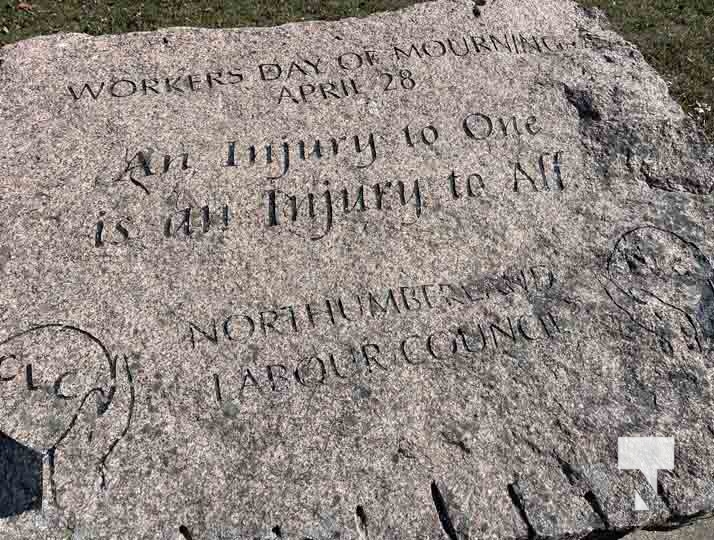 WORKERS DAY OF MOURNING
APRIL 28
An Injury to One
is an Injury to All
NORTHUMBERLAND
LABOUR COUNCIL
CLC
NLC
T